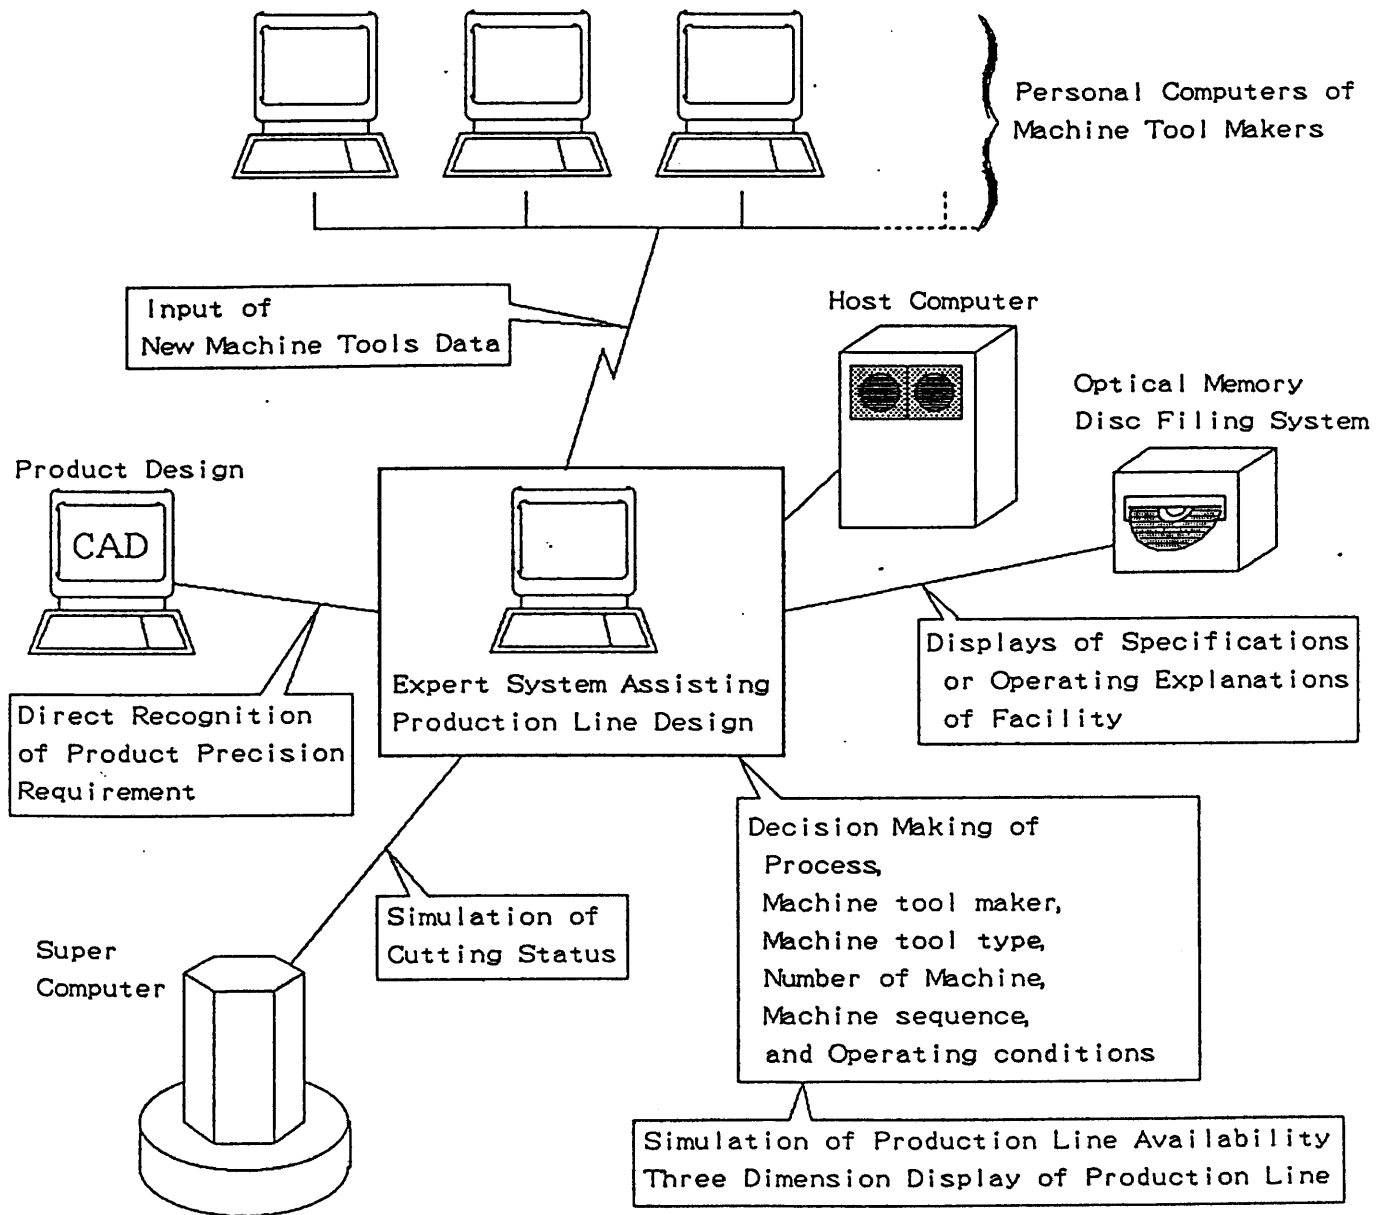 Personal Computers of
Machine Tool Makers
Input of
New Machine Tools Data
Host Computer
Optical Memory
Disc Filing System
Product Design
CAD
Expert System Assisting
Production Line Design
Displays of Specifications
or Operating Explanations
of Facility
Direct Recognition
of Product Precision
Requirement
Decision Making of
Process,
Machine tool maker,
Machine tool type,
Number of Machine,
Machine sequence,
and Operating conditions
Simulation of
Cutting Status
Super
Computer
Simulation of Production Line Availability
Three Dimension Display of Production Line